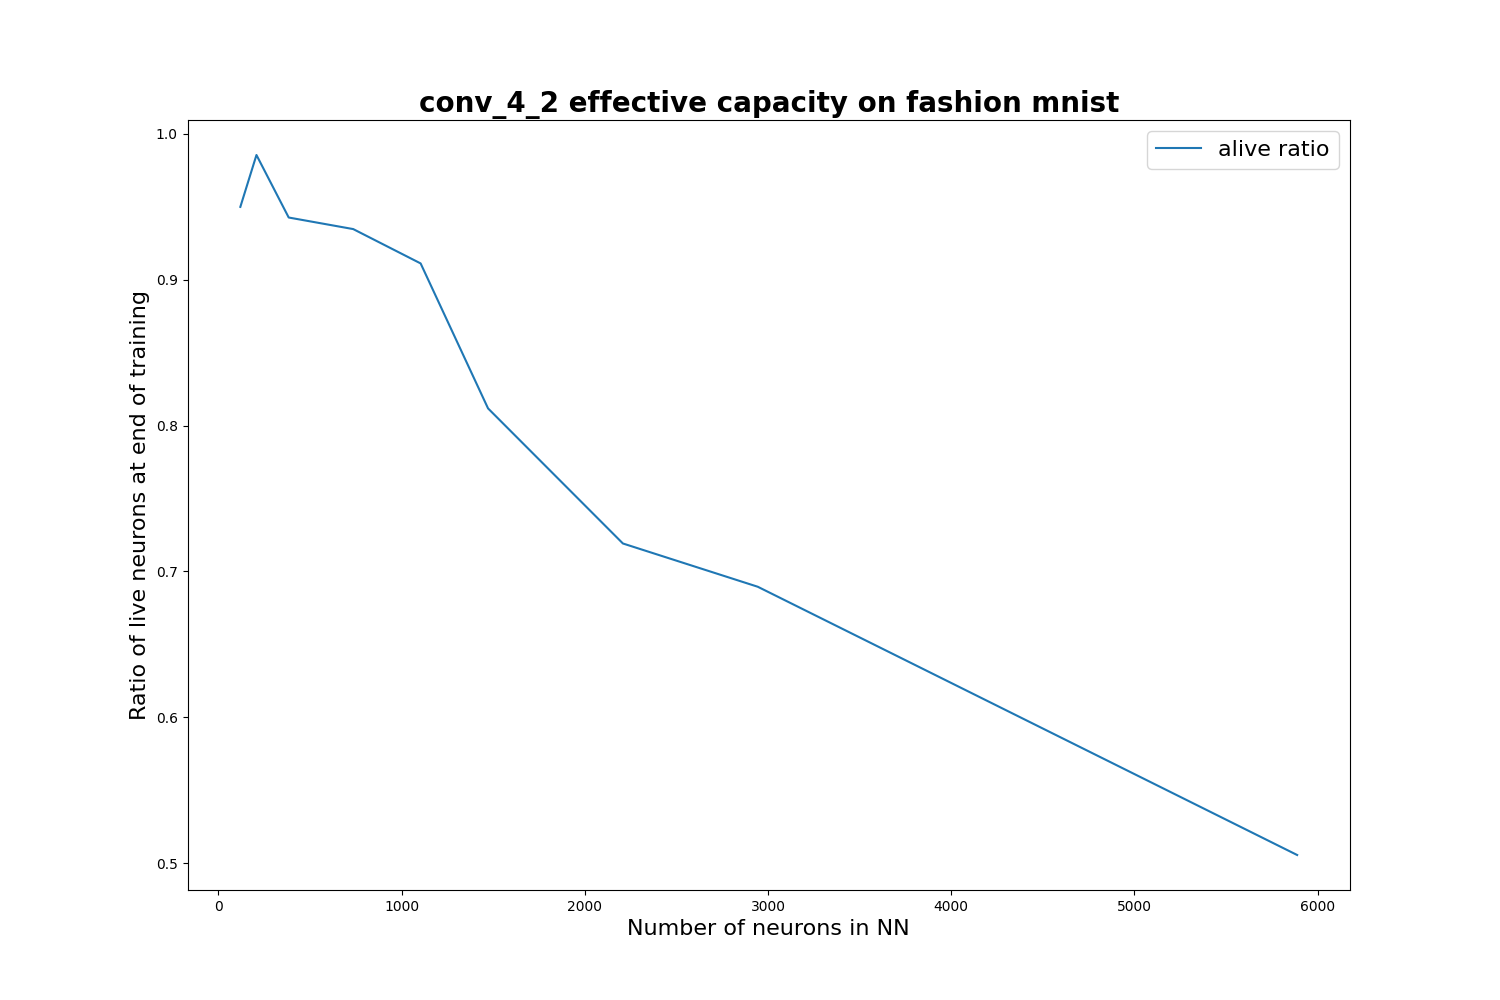 conv_4_2 effective capacity on fashion mnist
alive ratio
Ratio of live neurons at end of training
1.0
0.9
0.8
0.7
0.6
0.5
0 1000 2000 3000 4000 5000 6000
Number of neurons in NN